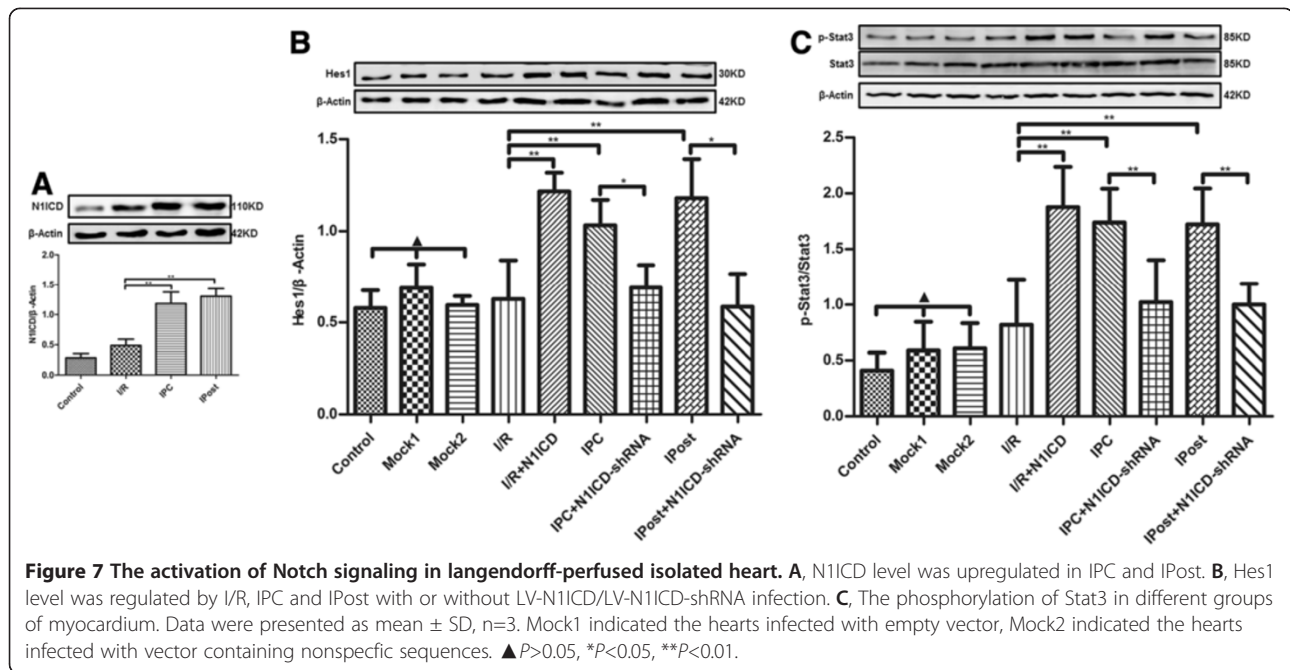 A
N1ICD
110KD
β-Actin
42KD
N1ICD/β-Actin
2.0
1.5
1.0
0.5
0.0
** **
Control I/R IPC IPost
B
Hes1
30KD
β-Actin
42KD
Hes1/β-Actin
1.5
1.0
0.5
0.0
▲ ** ** ** * *
Control Mock1 Mock2 I/R I/R+N1ICD IPC IPC+N1ICD-shRNA IPost IPost+N1ICD-shRNA
C
p-Stat3
85KD
Stat3
85KD
β-Actin
42KD
p-Stat3/Stat3
2.5
2.0
1.5
1.0
0.5
0.0
▲ ** ** ** ** **
Control Mock1 Mock2 I/R I/R+N1ICD IPC IPC+N1ICD-shRNA IPost IPost+N1ICD-shRNA
Figure 7 The activation of Notch signaling in langendorff-perfused isolated heart. A, N1ICD level was upregulated in IPC and IPost. B, Hes1
level was regulated by I/R, IPC and IPost with or without LV-N1ICD/LV-N1ICD-shRNA infection. C, The phosphorylation of Stat3 in different groups
of myocardium. Data were presented as mean ± SD, n=3. Mock1 indicated the hearts infected with empty vector, Mock2 indicated the hearts
infected with vector containing nonspecfic sequences. ▲P>0.05, *P<0.05, **P<0.01.